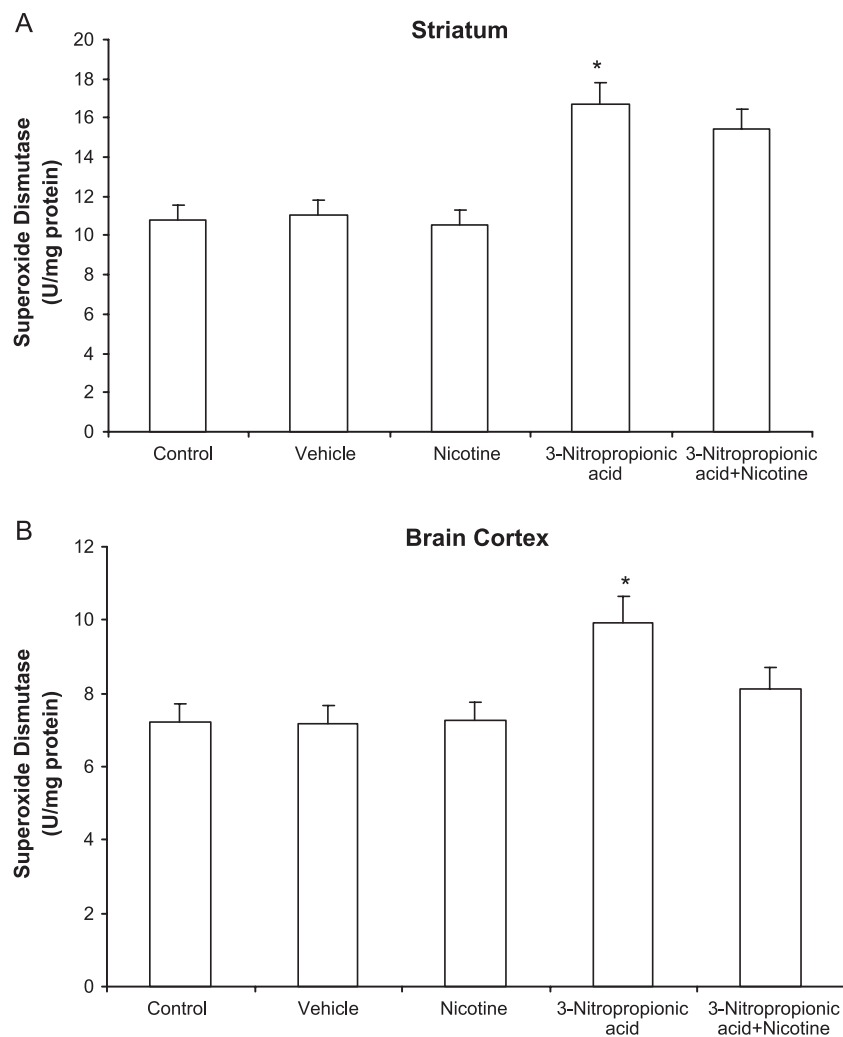 A
Striatum
20
18
16
14
12
10
8
6
4
2
0
Superoxide Dismutase
(U/mg protein)
*
Control
Vehicle
Nicotine
3-Nitropropionic
acid
3-Nitropropionic
acid+Nicotine
B
Brain Cortex
12
10
8
6
4
2
0
Superoxide Dismutase
(U/mg protein)
*
Control
Vehicle
Nicotine
3-Nitropropionic
acid
3-Nitropropionic
acid+Nicotine